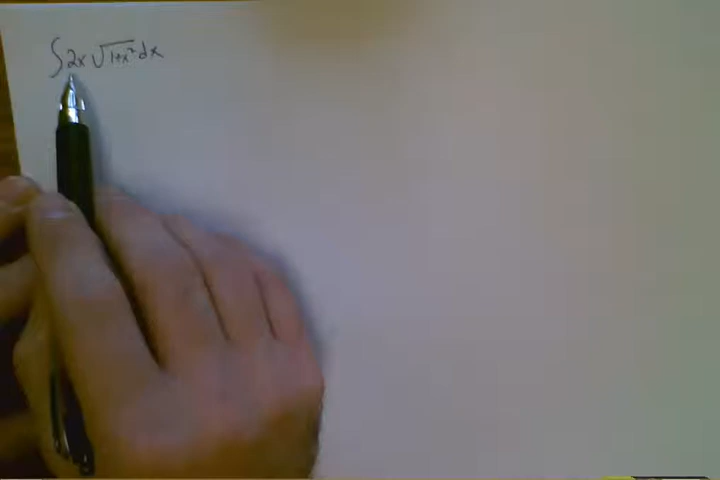 ∫2x √1+x² dx